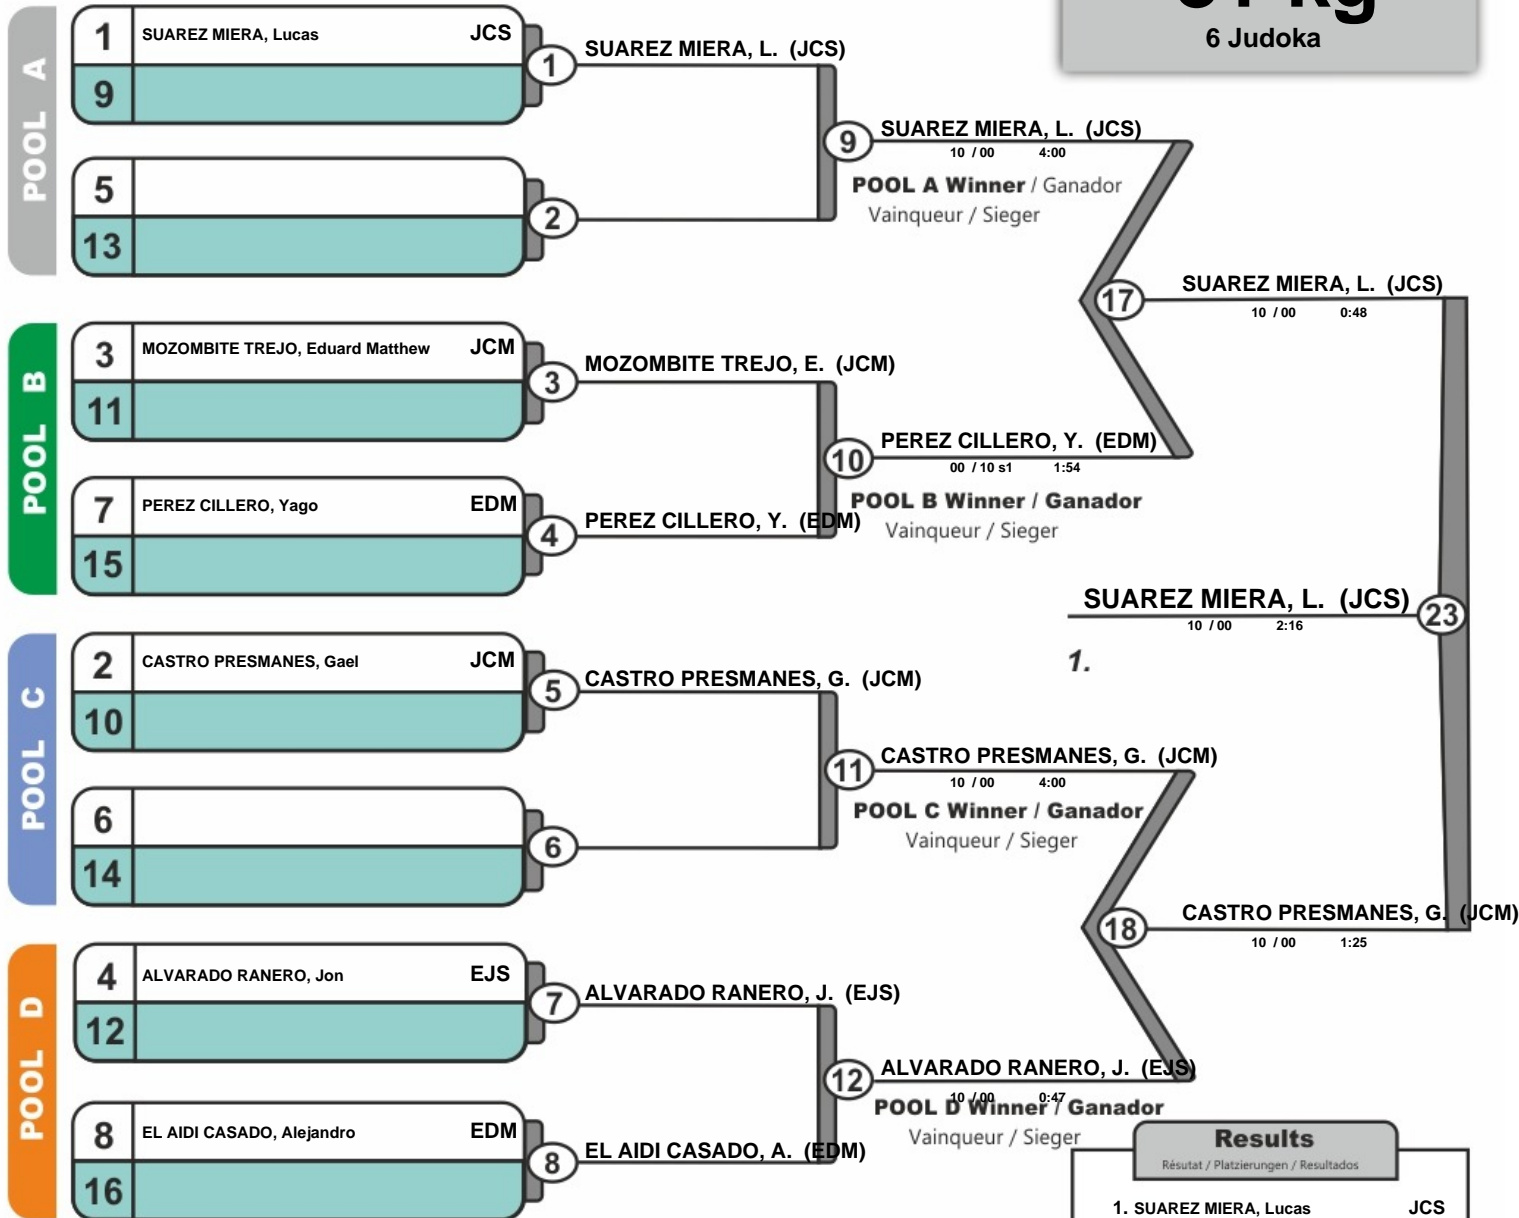 kg
6 Judoka
POOL A
1 SUAREZ MIERA, Lucas JCS
9
1
SUAREZ MIERA, L. (JCS)
5
13
2
9
SUAREZ MIERA, L. (JCS)
10 / 00 4:00
POOL A Winner / Ganador
Vainqueur / Sieger
POOL B
3 MOZOMBITE TREJO, Eduard Matthew JCM
11
3
MOZOMBITE TREJO, E. (JCM)
7 PEREZ CILLERO, Yago EDM
15
4
PEREZ CILLERO, Y. (EDM)
10
PEREZ CILLERO, Y. (EDM)
00 / 10 s1 1:54
POOL B Winner / Ganador
Vainqueur / Sieger
17
SUAREZ MIERA, L. (JCS)
10 / 00 0:48
SUAREZ MIERA, L. (JCS)
10 / 00 2:16
23
1.
POOL C
2 CASTRO PRESMANES, Gael JCM
10
5
CASTRO PRESMANES, G. (JCM)
6
14
6
11
CASTRO PRESMANES, G. (JCM)
10 / 00 4:00
POOL C Winner / Ganador
Vainqueur / Sieger
18
CASTRO PRESMANES, G. (JCM)
10 / 00 1:25
POOL D
4 ALVARADO RANERO, Jon EJS
12
7
ALVARADO RANERO, J. (EJS)
8 EL AIDI CASADO, Alejandro EDM
16
8
EL AIDI CASADO, A. (EDM)
12
ALVARADO RANERO, J. (EJS)
10 / 00 0:47
POOL D Winner / Ganador
Vainqueur / Sieger
Results
Résutat / Platzierungen / Resultados
1. SUAREZ MIERA, Lucas JCS